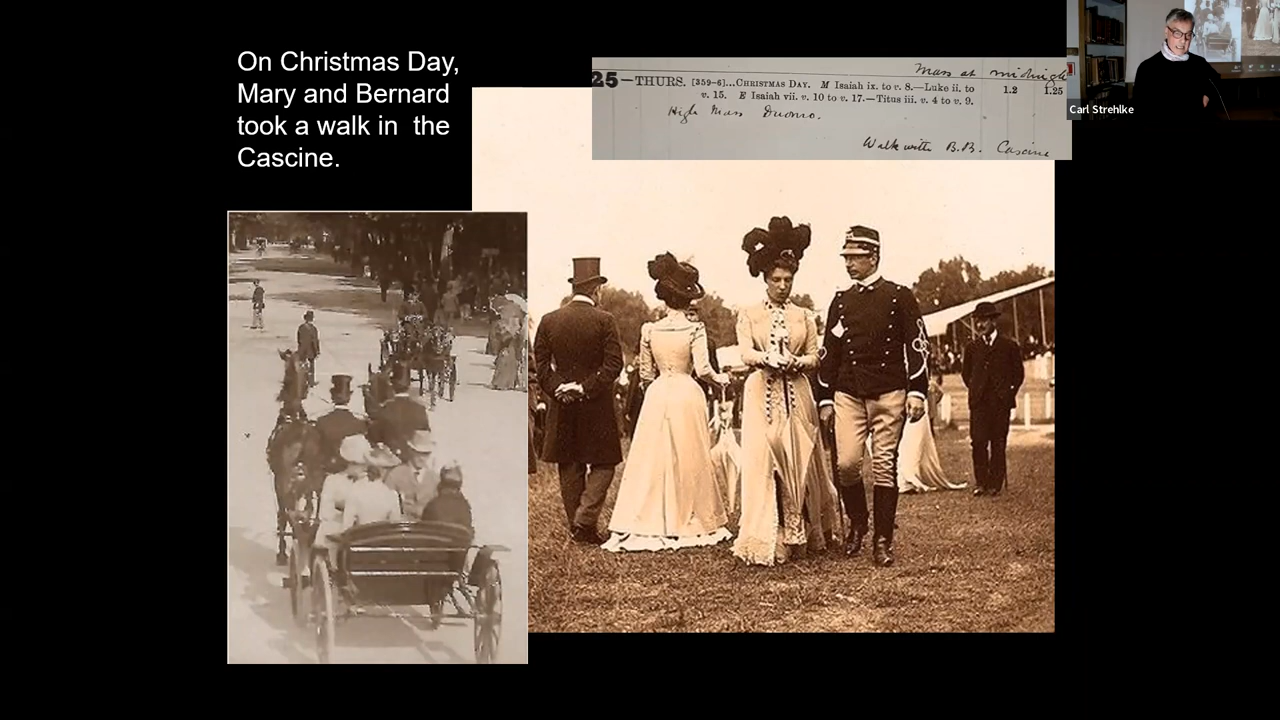 On Christmas Day,
Mary and Bernard
took a walk in the
Cascine.
Mass at midnigh
25—THURS. [359-6]...CHRISTMAS DAY. M Isaiah ix. to v. 8.—Luke ii. to
v. 15. E Isaiah vii. v. 10 to v. 17.—Titus iii. v. 4 to v. 9.
1.2 1.25
High Mass Duomo.
Walk with B.B. Cascine
Carl Strehlke